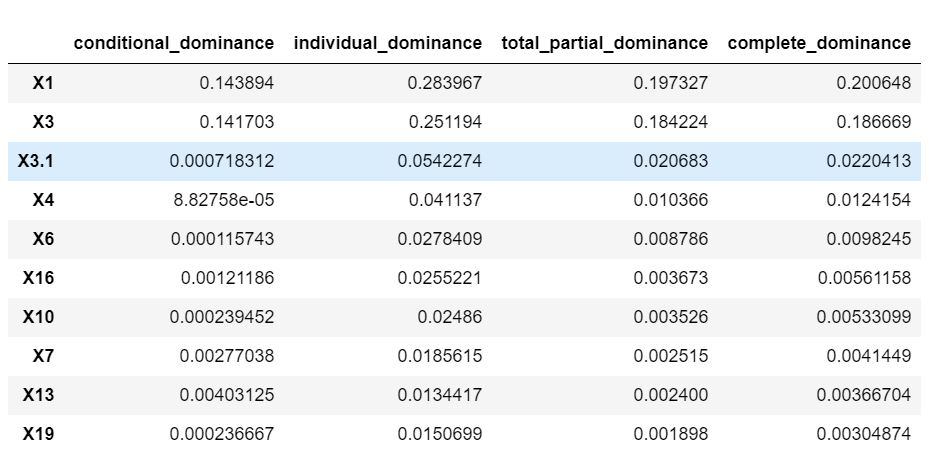 conditional_dominance individual_dominance total_partial_dominance complete_dominance
X1 0.143894 0.283967 0.197327 0.200648
X3 0.141703 0.251194 0.184224 0.186669
X3.1 0.000718312 0.0542274 0.020683 0.0220413
X4 8.82758e-05 0.041137 0.010366 0.0124154
X6 0.000115743 0.0278409 0.008786 0.0098245
X16 0.00121186 0.0255221 0.003673 0.00561158
X10 0.000239452 0.02486 0.003526 0.00533099
X7 0.00277038 0.0185615 0.002515 0.0041449
X13 0.00403125 0.0134417 0.002400 0.00366704
X19 0.000236667 0.0150699 0.001898 0.00304874